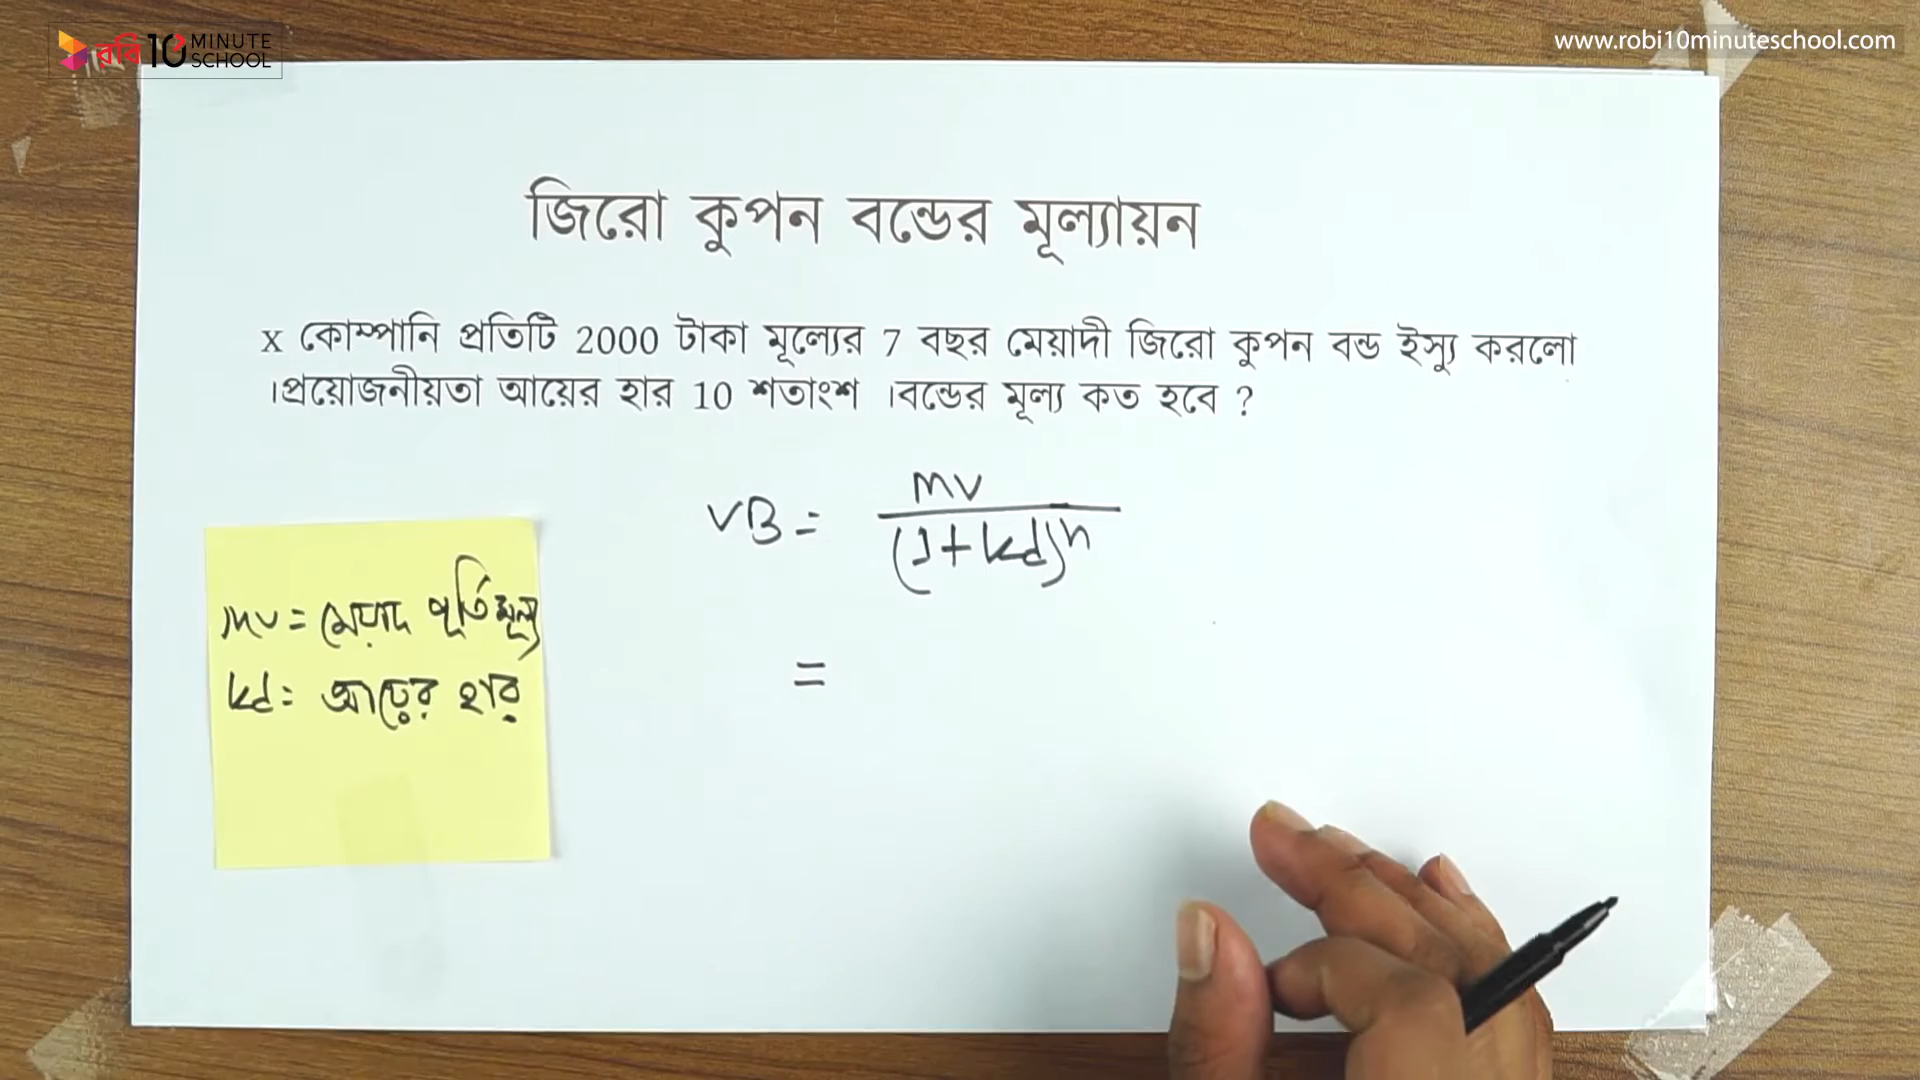 রবি 10 MINUTE SCHOOL
www.robi10minuteschool.com
জিরো কুপন বন্ডের মূল্যায়ন
x কোম্পানি প্রতিটি 2000 টাকা মূল্যের 7 বছর মেয়াদী জিরো কুপন বন্ড ইস্যু করলো
।প্রয়োজনীয়তা আয়ের হার 10 শতাংশ ।বন্ডের মূল্য কত হবে ?
VB = mv
(1+kd)^n
=
mv = মেয়াদ পূর্তি মূল্য
kd = আয়ের হার